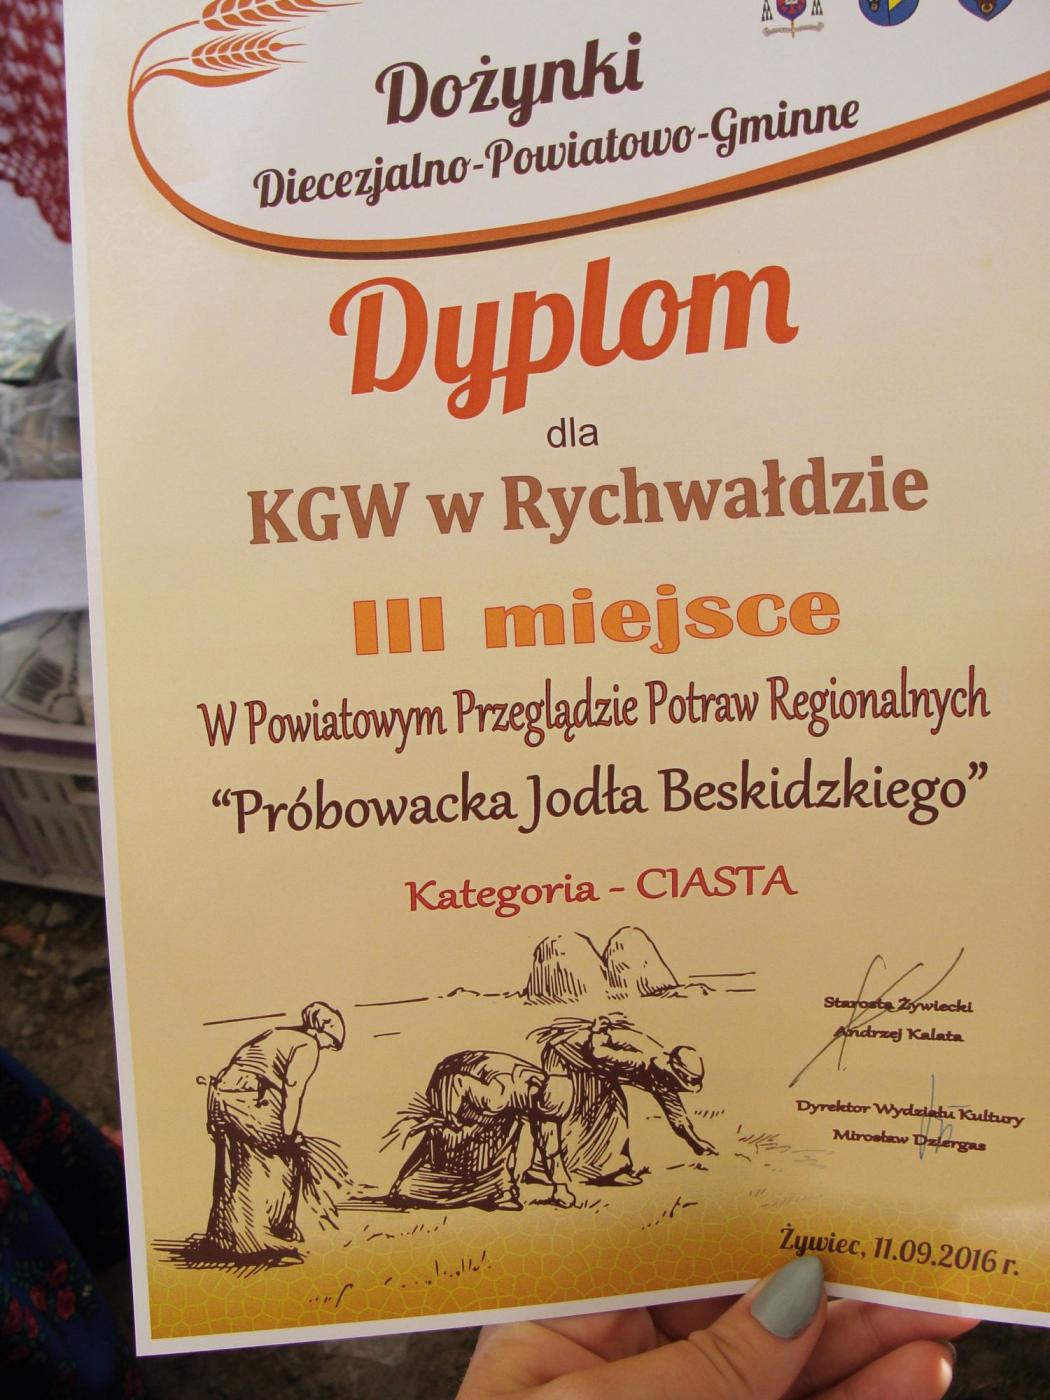 Dożynki
Diecezjalno-Powiatowo-Gminne
Dyplom
dla
KGW w Rychwałdzie
III miejsce
W Powiatowym Przeglądzie Potraw Regionalnych
“Próbowacka Jodła Beskidzkiego”
Kategoria - CIASTA
Starosta Żywiecki
Andrzej Kalata
Dyrektor Wydziału Kultury
Mirosław Dziergas
Żywiec, 11.09.2016 r.